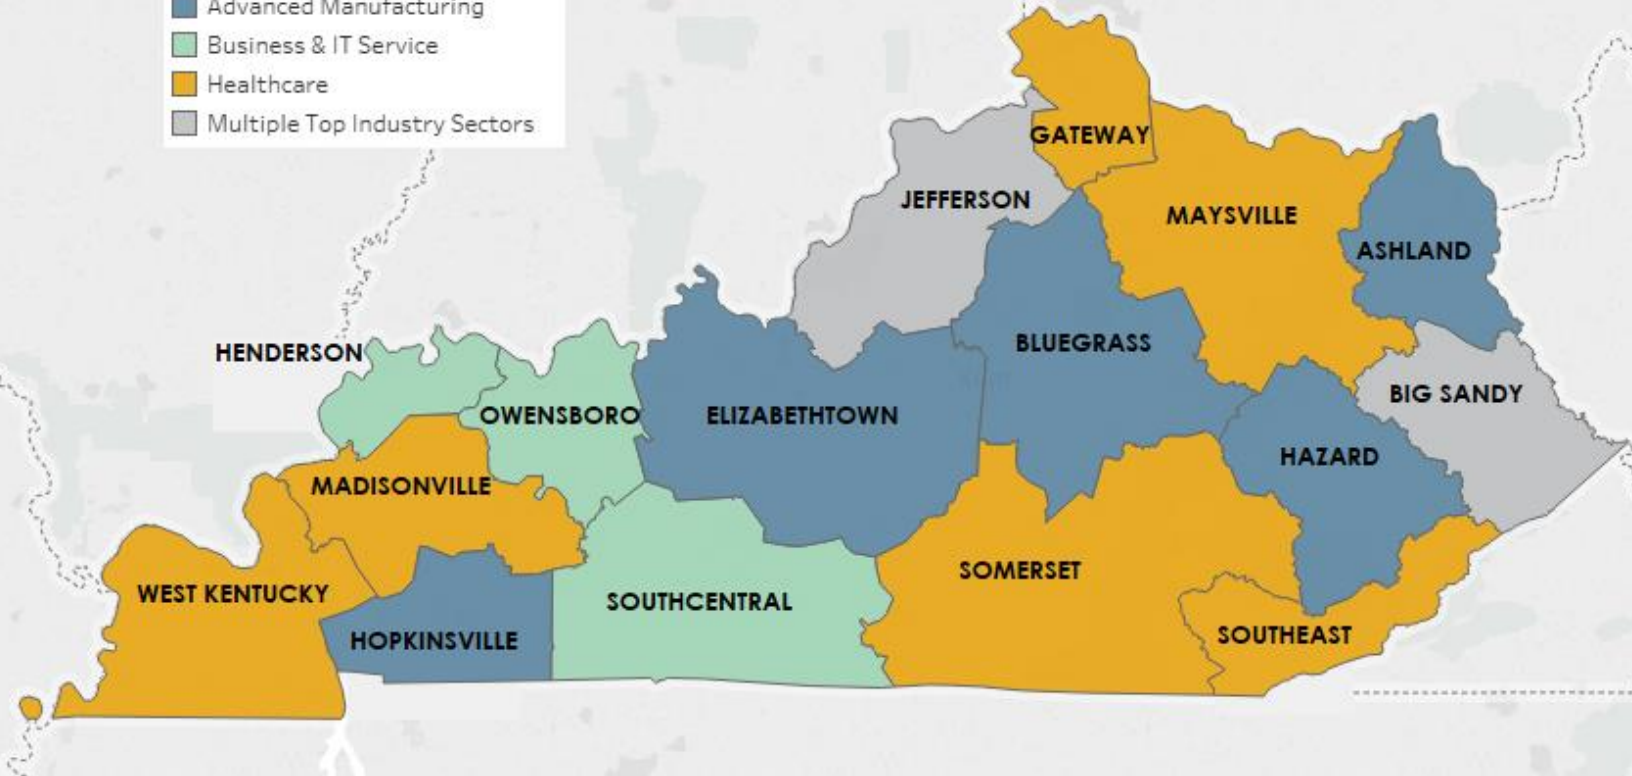 Advanced Manufacturing
Business & IT Service
Healthcare
Multiple Top Industry Sectors
GATEWAY
JEFFERSON
MAYSVILLE
ASHLAND
HENDERSON
BLUEGRASS
BIG SANDY
OWENSBORO
ELIZABETHTOWN
HAZARD
MADISONVILLE
SOMERSET
WEST KENTUCKY
SOUTHCENTRAL
HOPKINSVILLE
SOUTHEAST